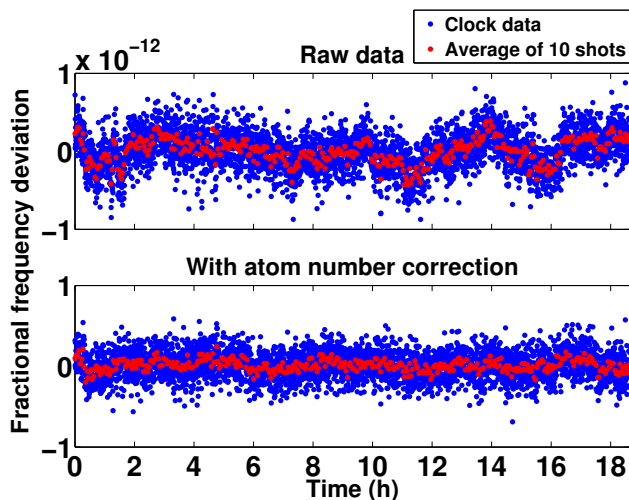 Clock data
Average of 10 shots
x 10^-12
Raw data
1
0
−1
Fractional frequency deviation
With atom number correction
1
0
−1
0 2 4 6 8 10 12 14 16 18
Time (h)